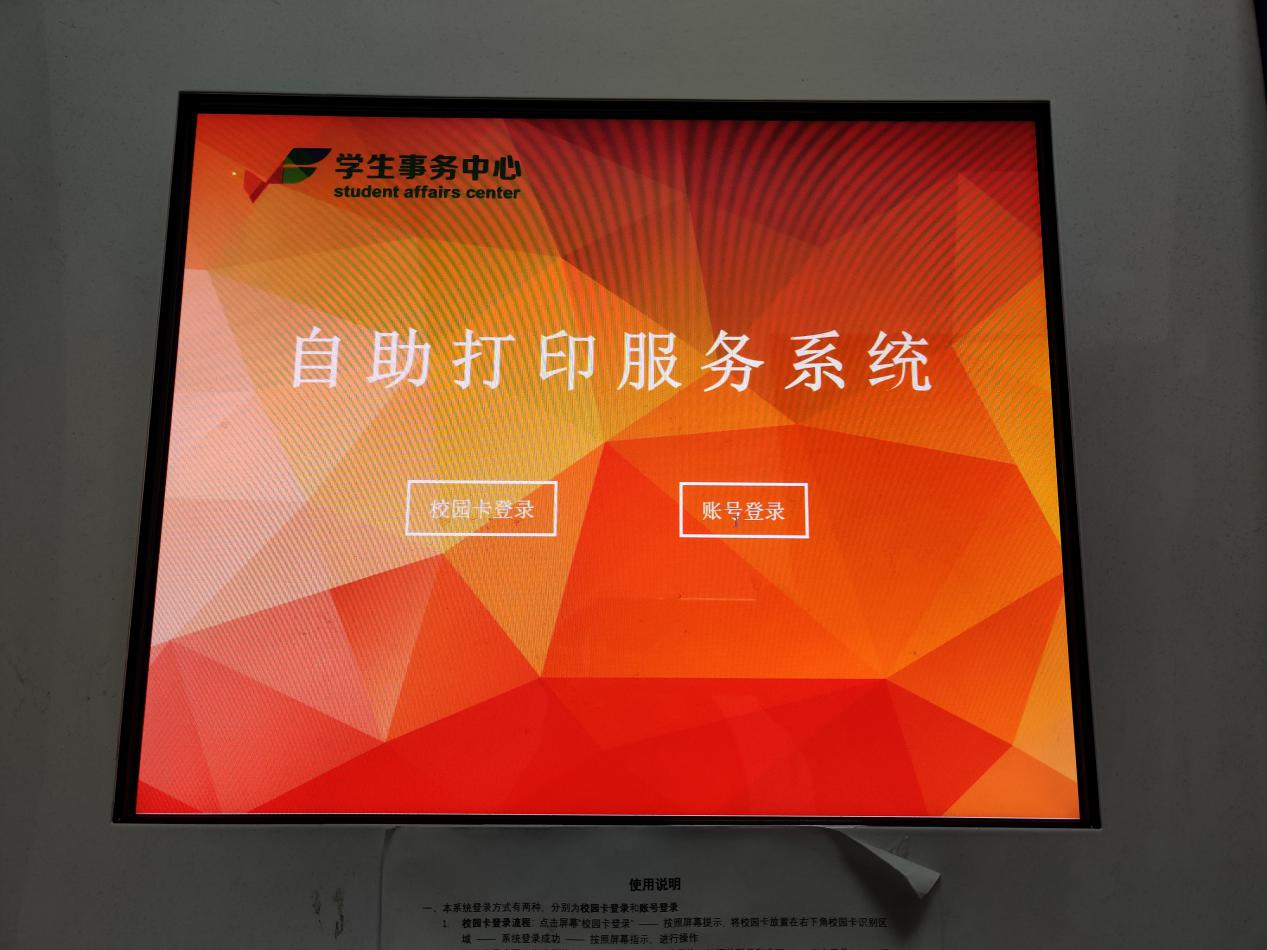 学生事务中心
student affairs center
自助打印服务系统
校园卡登录
账号登录
使用说明
一、本系统登录方式有两种，分别为校园卡登录和账号登录
1. 校园卡登录流程：点击屏幕“校园卡登录” —— 按照屏幕提示，将校园卡放置在右下角校园卡识别区
域 —— 系统登录成功 —— 按照屏幕指示，进行操作